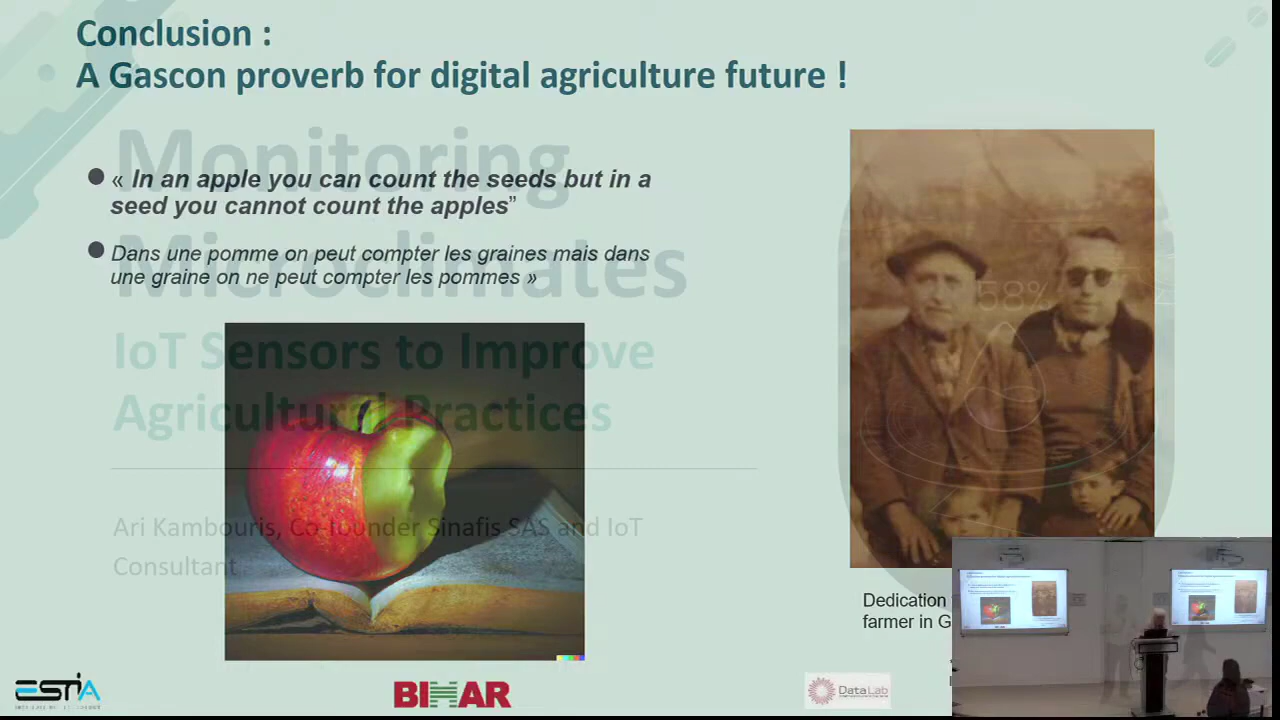 Conclusion :
A Gascon proverb for digital agriculture future !
Monitoring
Microclimates
IoT Sensors to Improve
Agricultural Practices
Ari Kambouris, Co-founder Sinafis SAS and IoT
Consultant
« In an apple you can count the seeds but in a
seed you cannot count the apples”
Dans une pomme on peut compter les graines mais dans
une graine on ne peut compter les pommes »
58%
Dedication
farmer in G
ESTIA
BIHAR
DataLab